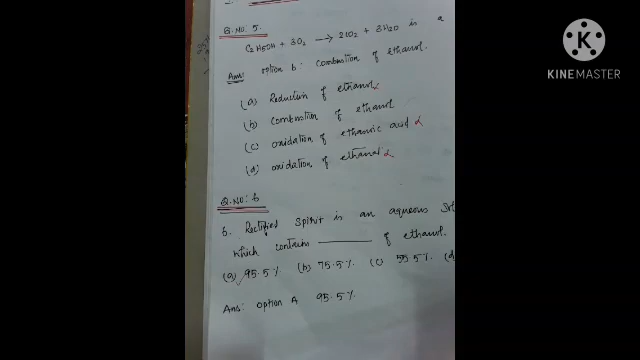 Q.NO: 5.
C2H5OH + 3O2 → 2CO2 + 3H2O is a
Ans: option b: combustion of ethanol.
(a) Reduction of ethanol
(b) Combustion of ethanol
(c) oxidation of ethanoic acid
(d) oxidation of ethanal
Q.NO: 6
6. Rectified spirit is an aqueous
which contain ______ of ethanol.
(a) 95.5% (b) 75.5% (c) 55.5% (d)
Ans: option A 95.5%
KINEMASTER